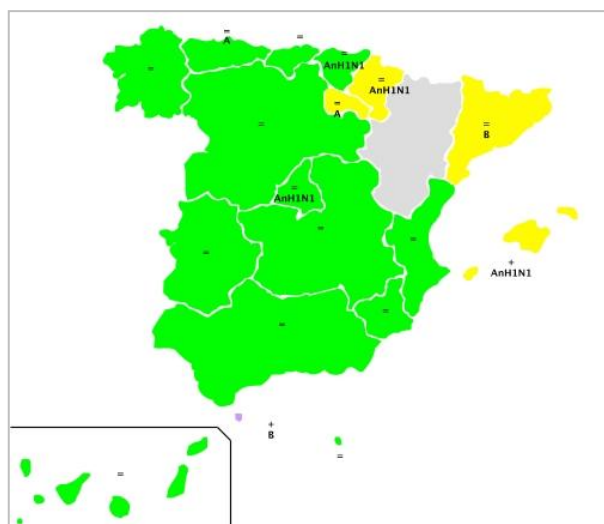 =
A
=
=
AnH1N1
=
=
AnH1N1
=
A
=
=
B
=
AnH1N1
=
=
=
+
AnH1N1
=
=
+
B
=
=